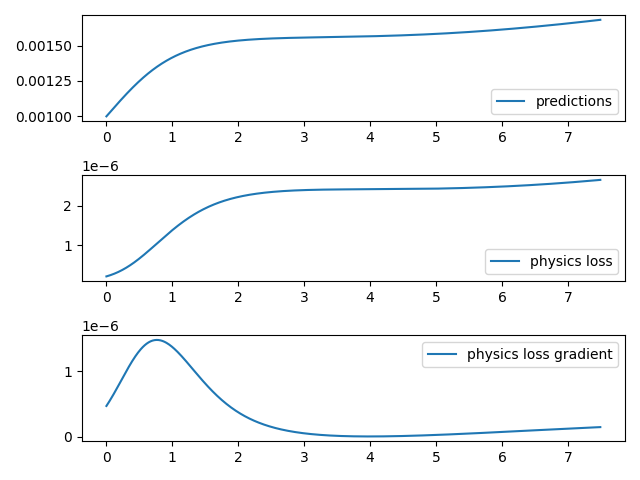 0.00150
0.00125
0.00100
predictions
0 1 2 3 4 5 6 7
1e−6
2
1
physics loss
0 1 2 3 4 5 6 7
1e−6
physics loss gradient
1
0
0 1 2 3 4 5 6 7